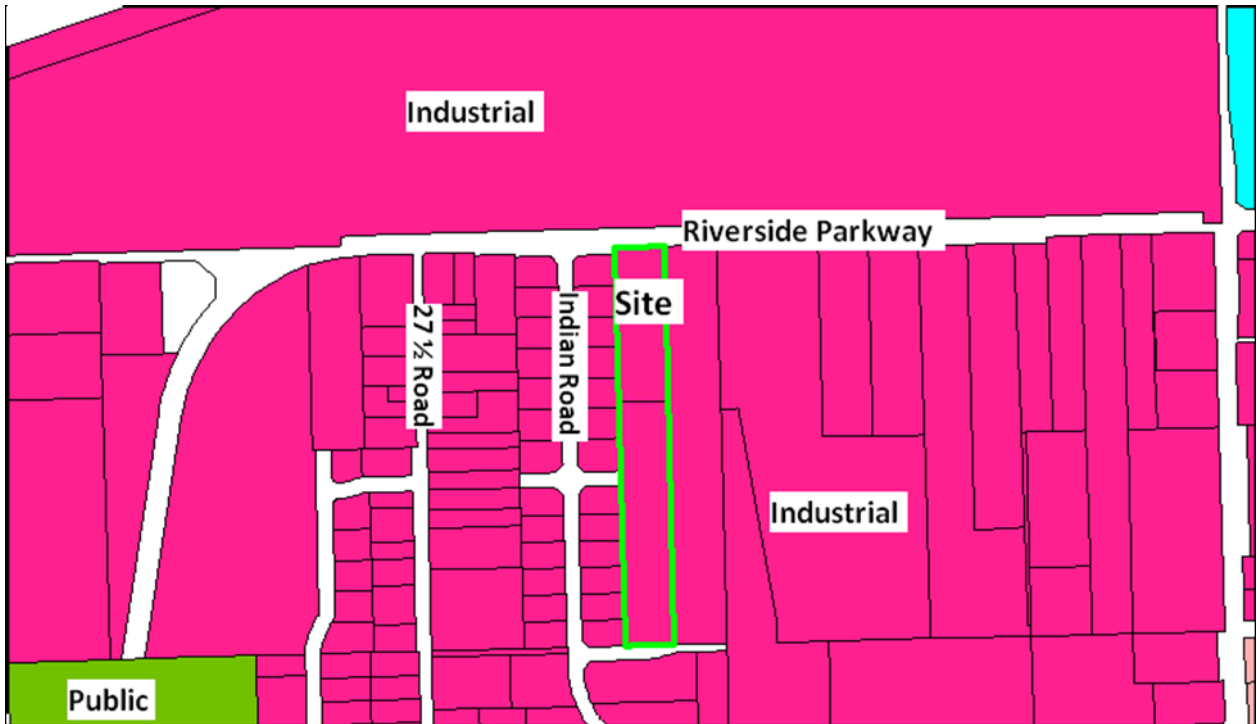 Industrial
Riverside Parkway
Site
27 ½ Road
Indian Road
Industrial
Public